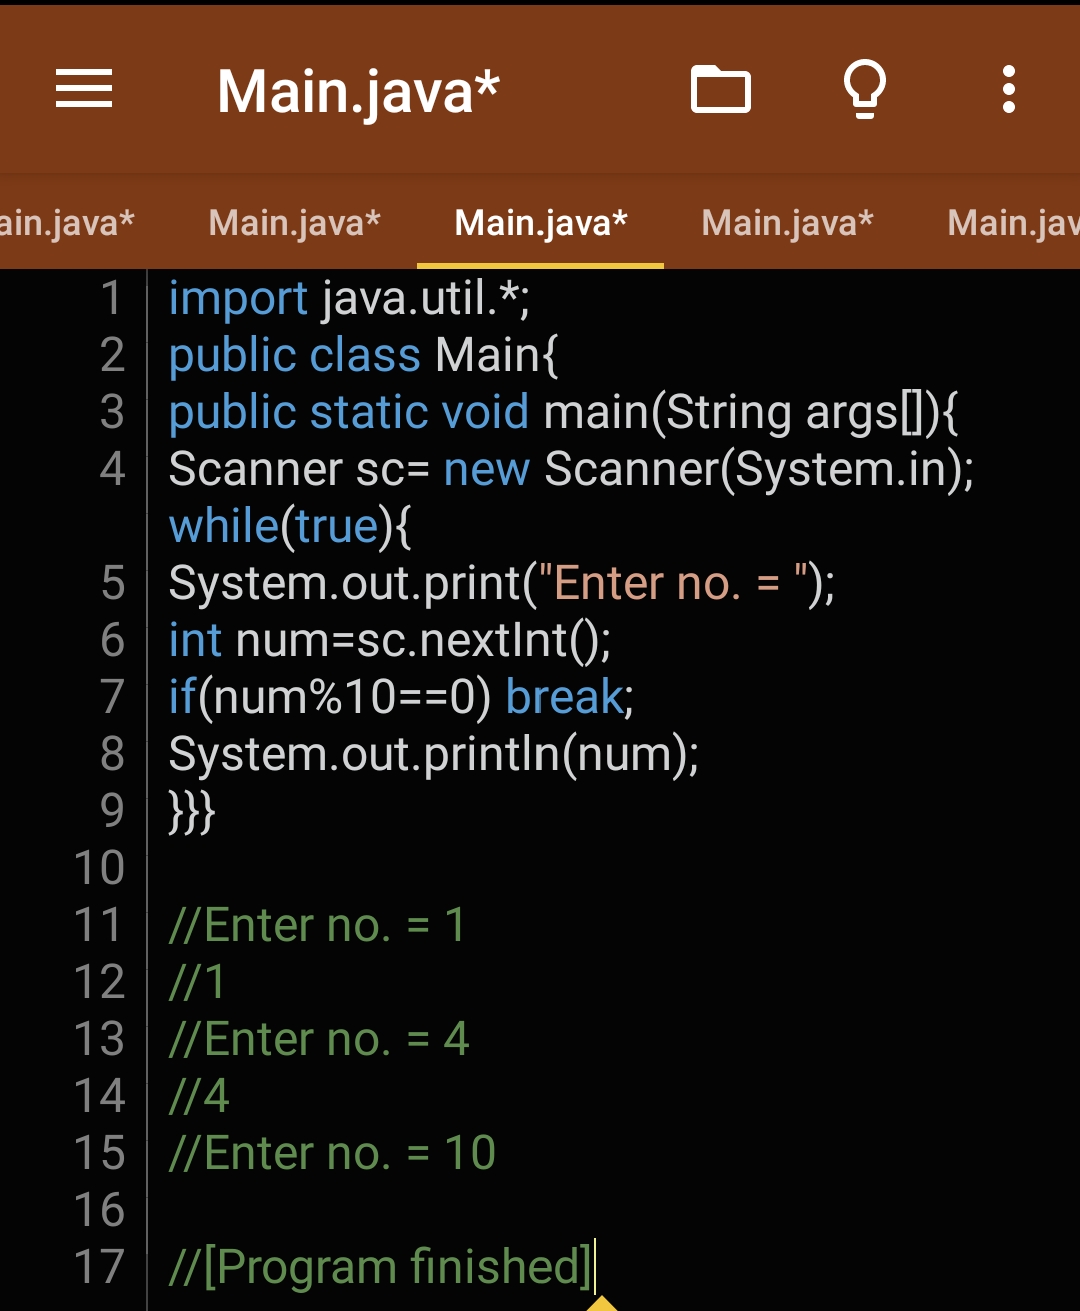 Main.java*
ain.java* Main.java* Main.java* Main.java* Main.jav
1 import java.util.*;
2 public class Main{
3 public static void main(String args[]){
4 Scanner sc= new Scanner(System.in);
while(true){
5 System.out.print("Enter no. = ");
6 int num=sc.nextInt();
7 if(num%10==0) break;
8 System.out.println(num);
9 }}}
10
11 //Enter no. = 1
12 //1
13 //Enter no. = 4
14 //4
15 //Enter no. = 10
16
17 //[Program finished]